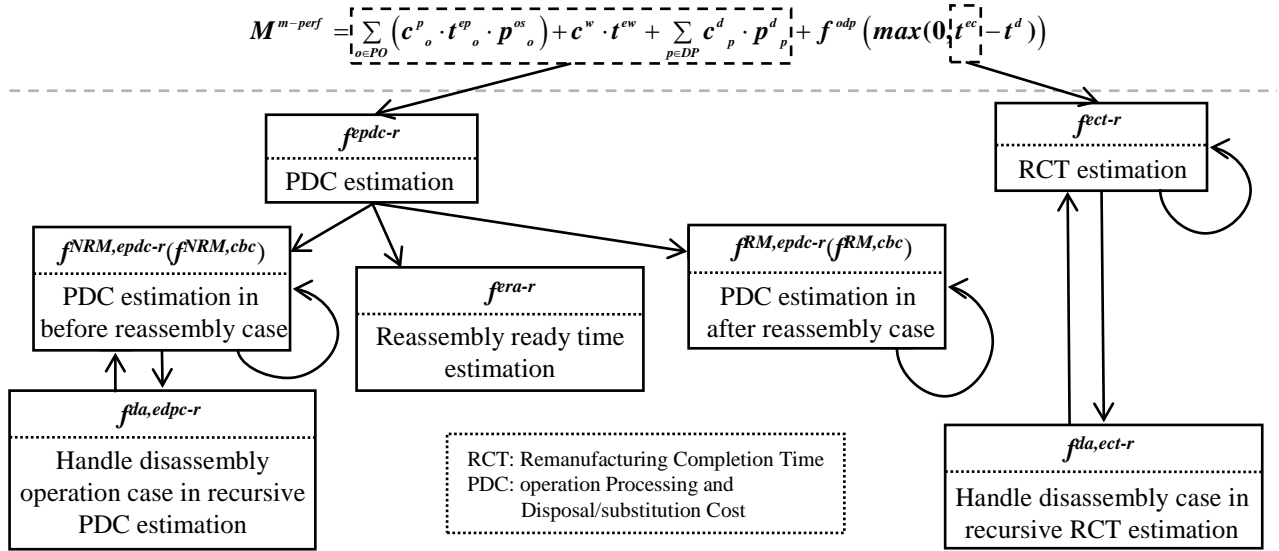 M^{m-perf} = \sum_{o∈PO} (c^p_o · t^{ep}_o · p^{os}_o) + c^w · t^{ew} + \sum_{p∈DP} c^d_p · p^d_p + f^{odp} (max(0, t^{ec} - t^d))
f^{epdc-r}
PDC estimation
f^{ect-r}
RCT estimation
f^{NRM,epdc-r}(f^{NRM,cbc})
PDC estimation in
before reassembly case
f^{era-r}
Reassembly ready time
estimation
f^{RM,epdc-r}(f^{RM,cbc})
PDC estimation in
after reassembly case
f^{da,edpc-r}
Handle disassembly
operation case in recursive
PDC estimation
RCT: Remanufacturing Completion Time
PDC: operation Processing and
Disposal/substitution Cost
f^{da,ect-r}
Handle disassembly case in
recursive RCT estimation